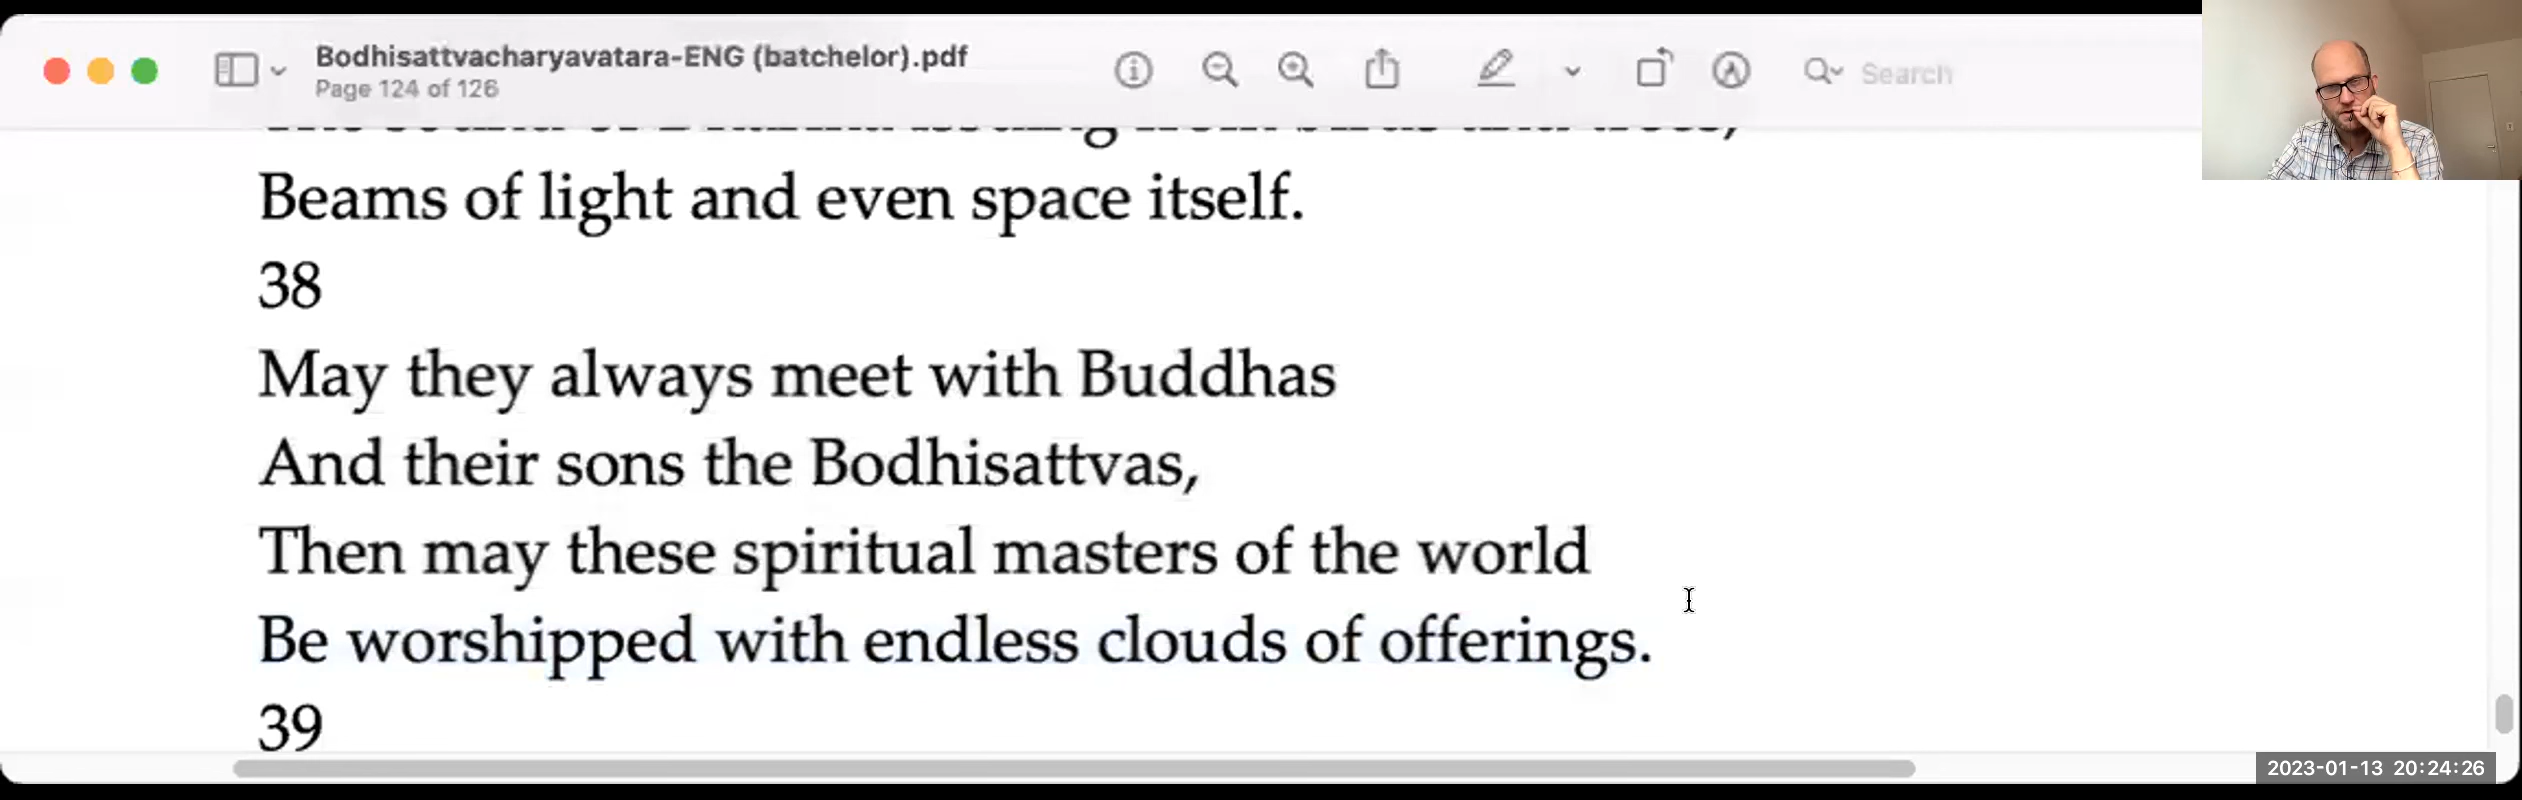 Bodhisattvacharyavatara-ENG (batchelor).pdf
Page 124 of 126
Search
Beams of light and even space itself.
38
May they always meet with Buddhas
And their sons the Bodhisattvas,
Then may these spiritual masters of the world
Be worshipped with endless clouds of offerings.
39
2023-01-13 20:24:26